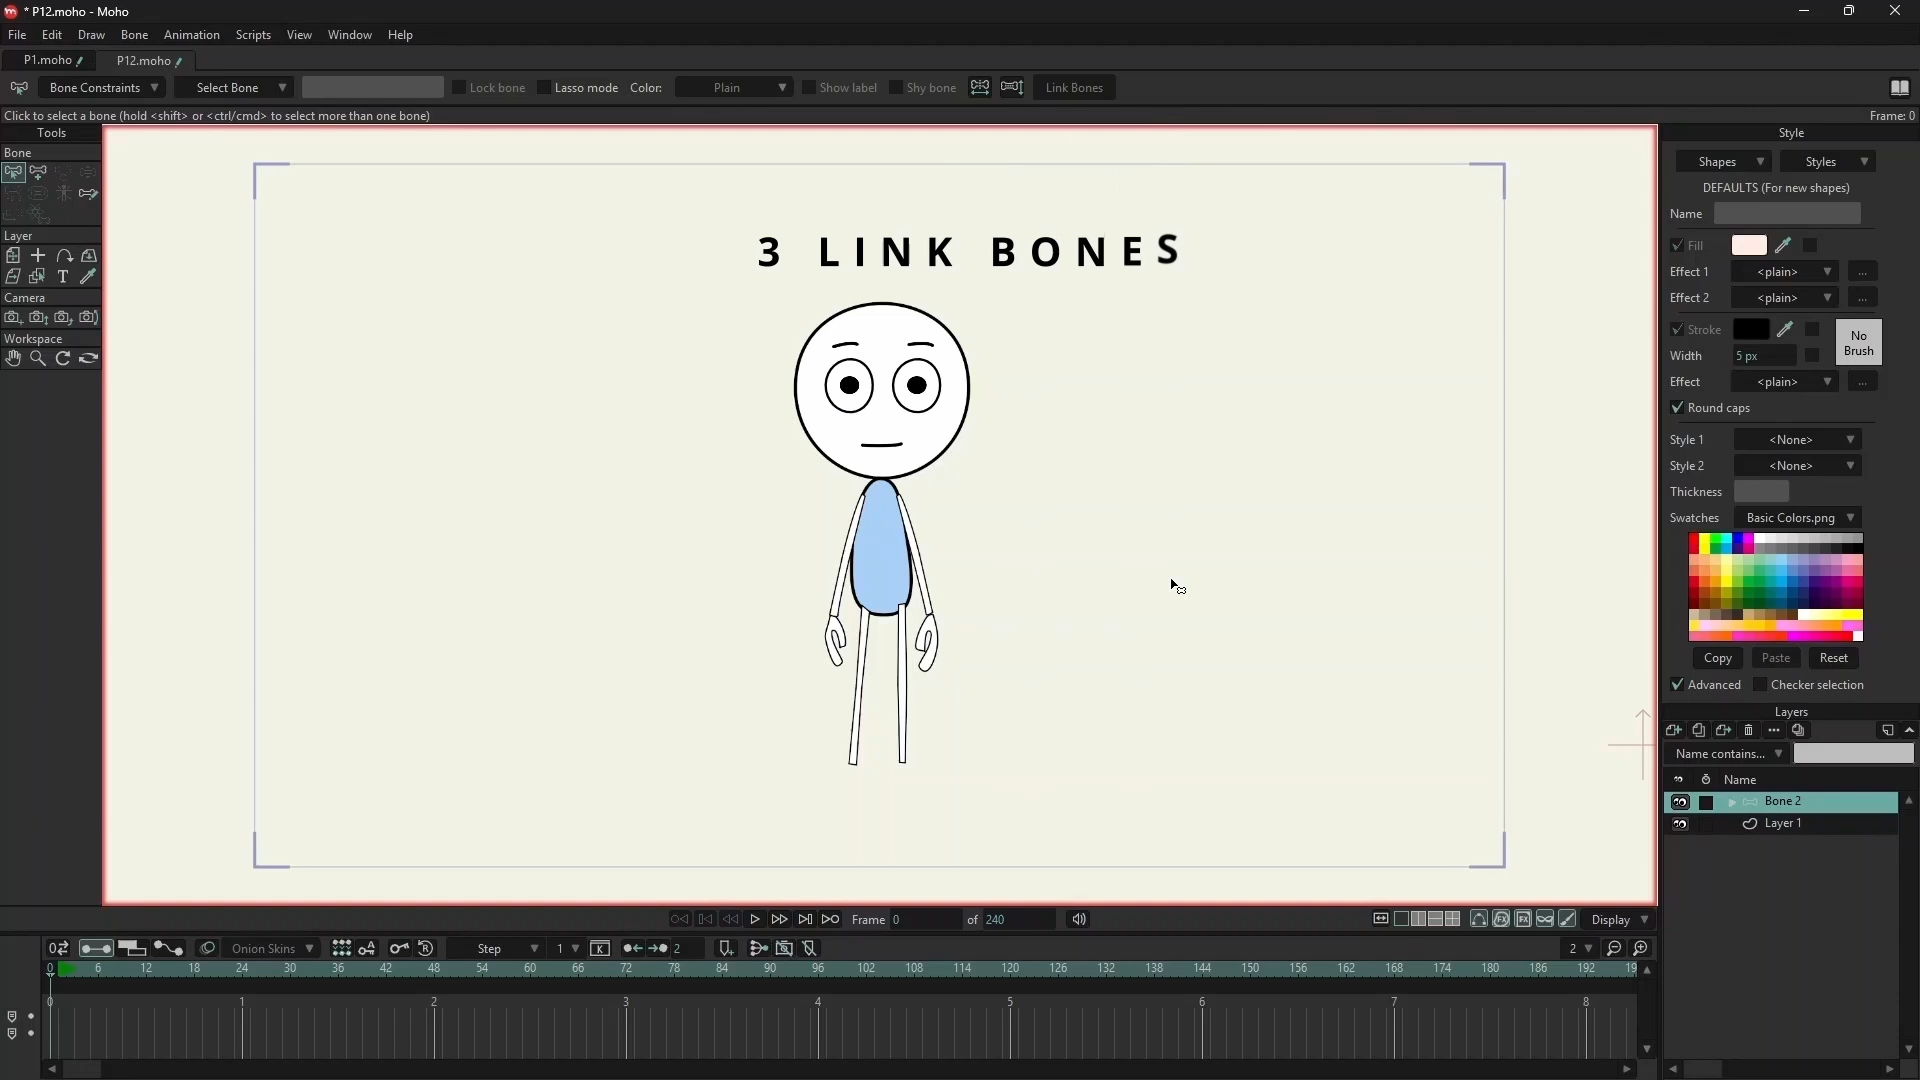 * P12.moho - Moho
File Edit Draw Bone Animation Scripts View Window Help
P1.moho P12.moho
Bone Constraints Select Bone Lock bone Lasso mode Color: Plain Show label Shy bone Link Bones
Click to select a bone (hold <shift> or <ctrl/cmd> to select more than one bone) Frame: 0
Tools
Bone
Layer
T
Camera
Workspace
3 LINK BONES
Style
Shapes Styles
DEFAULTS (For new shapes)
Name
Fill
Effect 1 <plain> ...
Effect 2 <plain> ...
Stroke
No Brush
Width 5 px
Effect <plain> ...
Round caps
Style 1 <None>
Style 2 <None>
Thickness
Swatches Basic Colors.png
Copy Paste Reset
Advanced Checker selection
Layers
Name contains...
Name
Bone 2
Layer 1
Frame 0 of 240 Display
Onion Skins Step 1 K 2 2
0 6 12 18 24 30 36 42 48 54 60 66 72 78 84 90 96 102 108 114 120 126 132 138 144 150 156 162 168 174 180 186 192 19
0 1 2 3 4 5 6 7 8